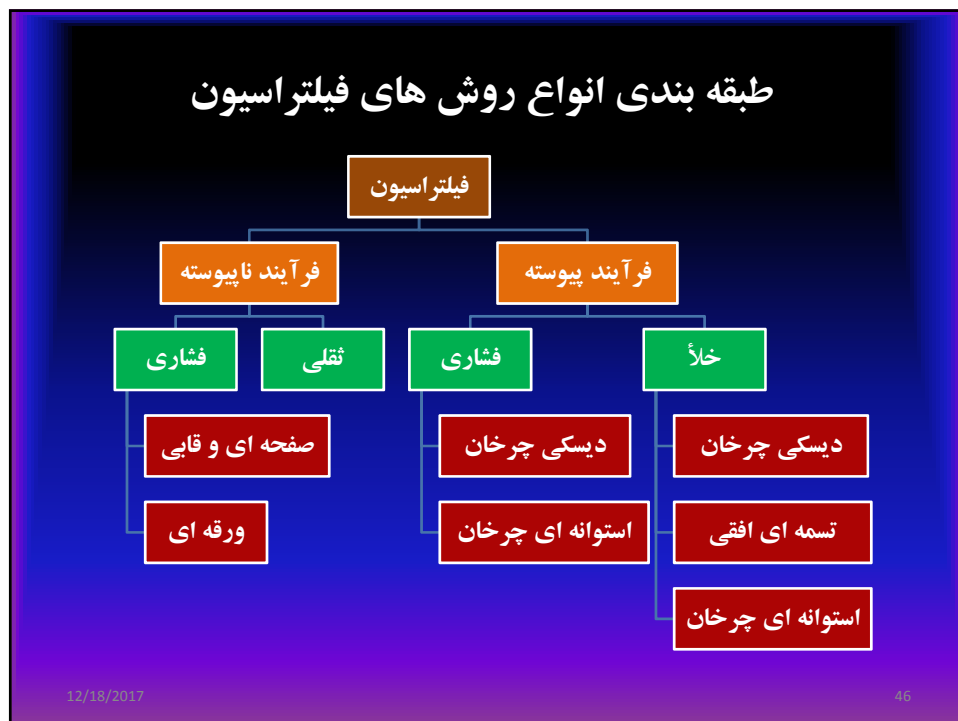 طبقه بندی انواع روش های فیلتراسیون
فیلتراسیون
فرآیند پیوسته
فرآیند ناپیوسته
خلأ
فشاری
ثقلی
فشاری
دیسکی چرخان
دیسکی چرخان
صفحه ای و قابی
تسمه ای افقی
استوانه ای چرخان
ورقه ای
استوانه ای چرخان
12/18/2017
46